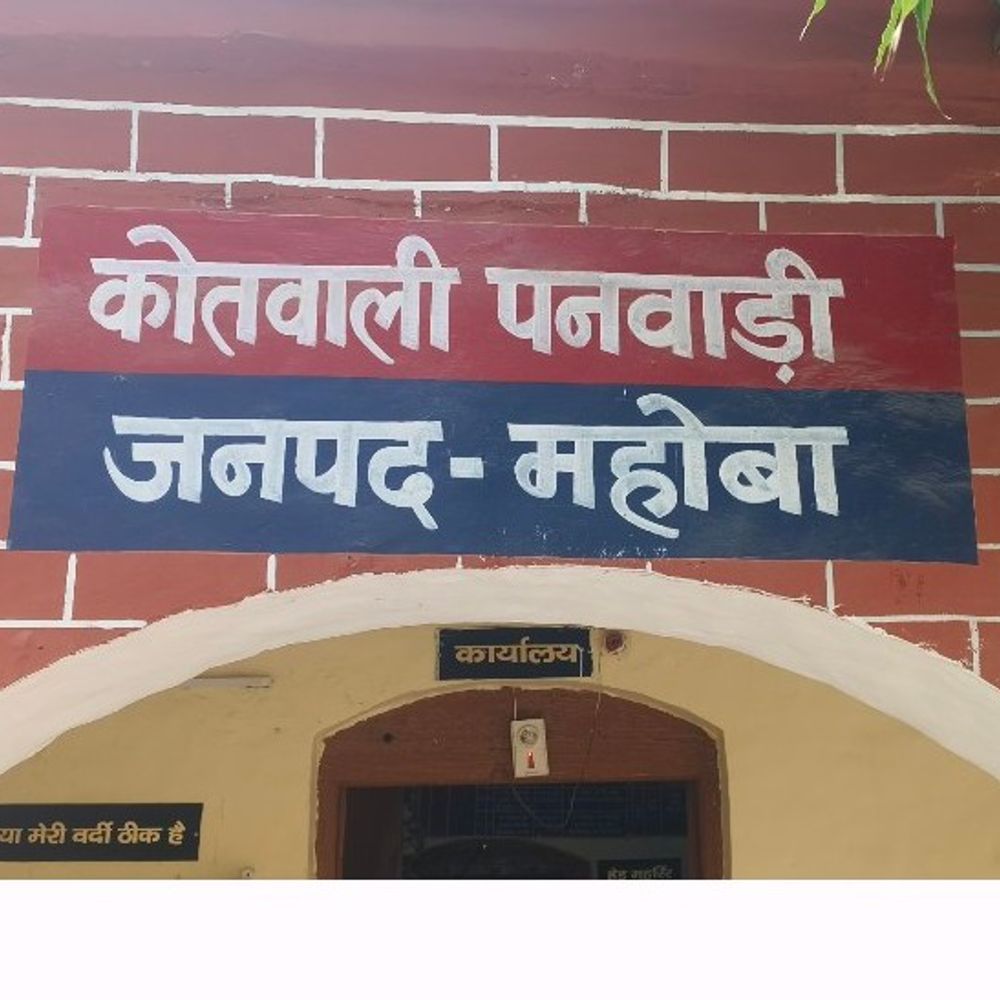 कोतवाली पनवाड़ी
जनपद - महोबा
कार्यालय
या मेरी वर्दी ठीक है